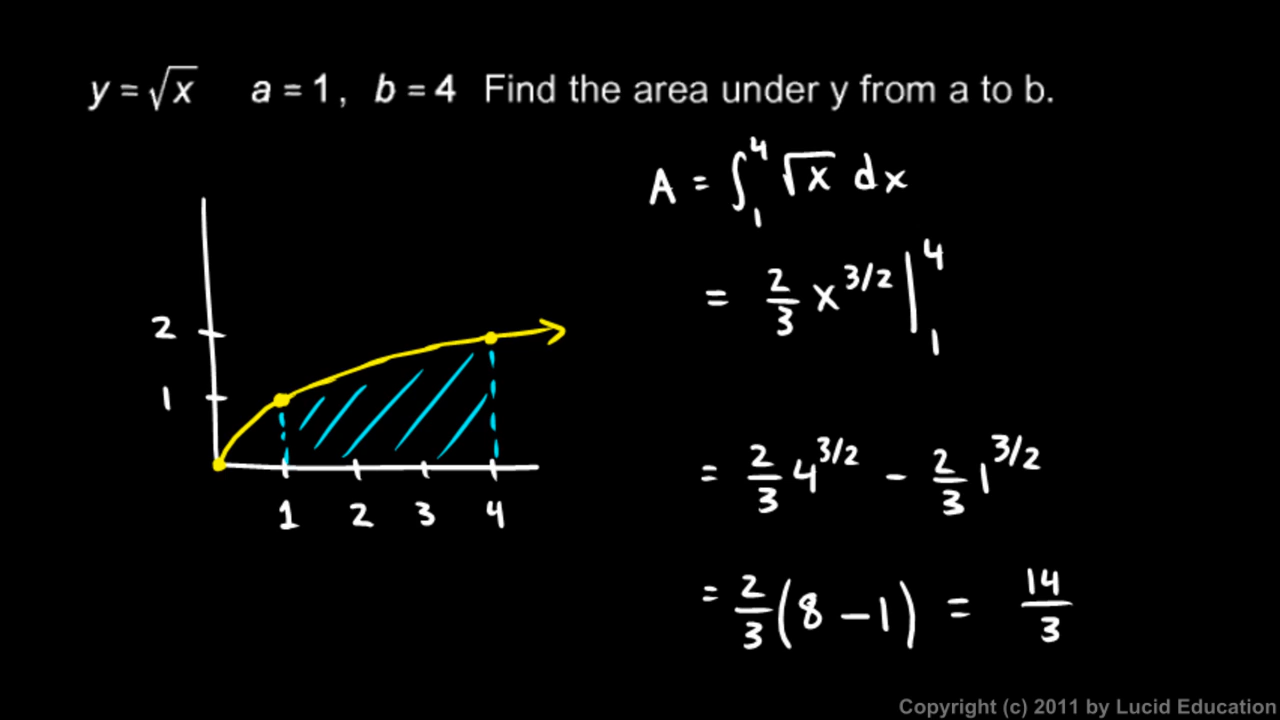 y = √x   a = 1,  b = 4  Find the area under y from a to b.
A = ∫₁⁴ √x dx
= 2/3 x^{3/2} |₁⁴
= 2/3 4^{3/2} - 2/3 1^{3/2}
= 2/3 (8 - 1) = 14/3
2
1
1 2 3 4
Copyright (c) 2011 by Lucid Education